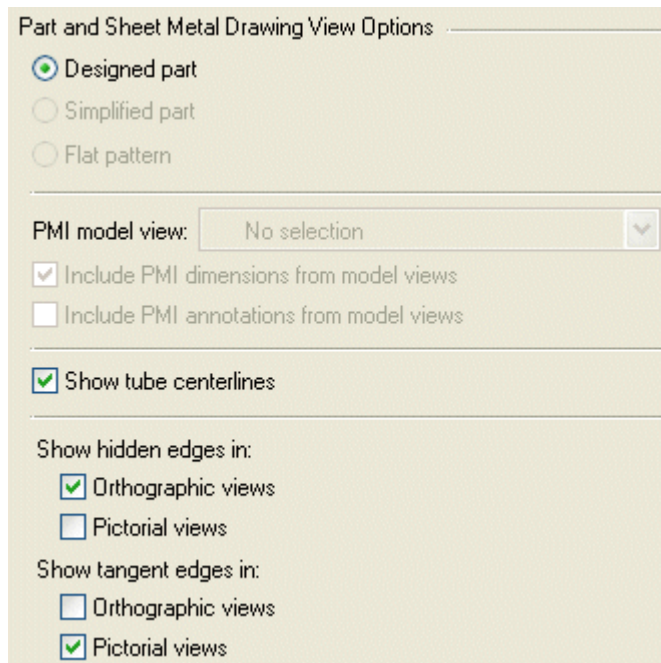 Part and Sheet Metal Drawing View Options
Designed part
Simplified part
Flat pattern
PMI model view: No selection
Include PMI dimensions from model views
Include PMI annotations from model views
Show tube centerlines
Show hidden edges in:
Orthographic views
Pictorial views
Show tangent edges in:
Orthographic views
Pictorial views